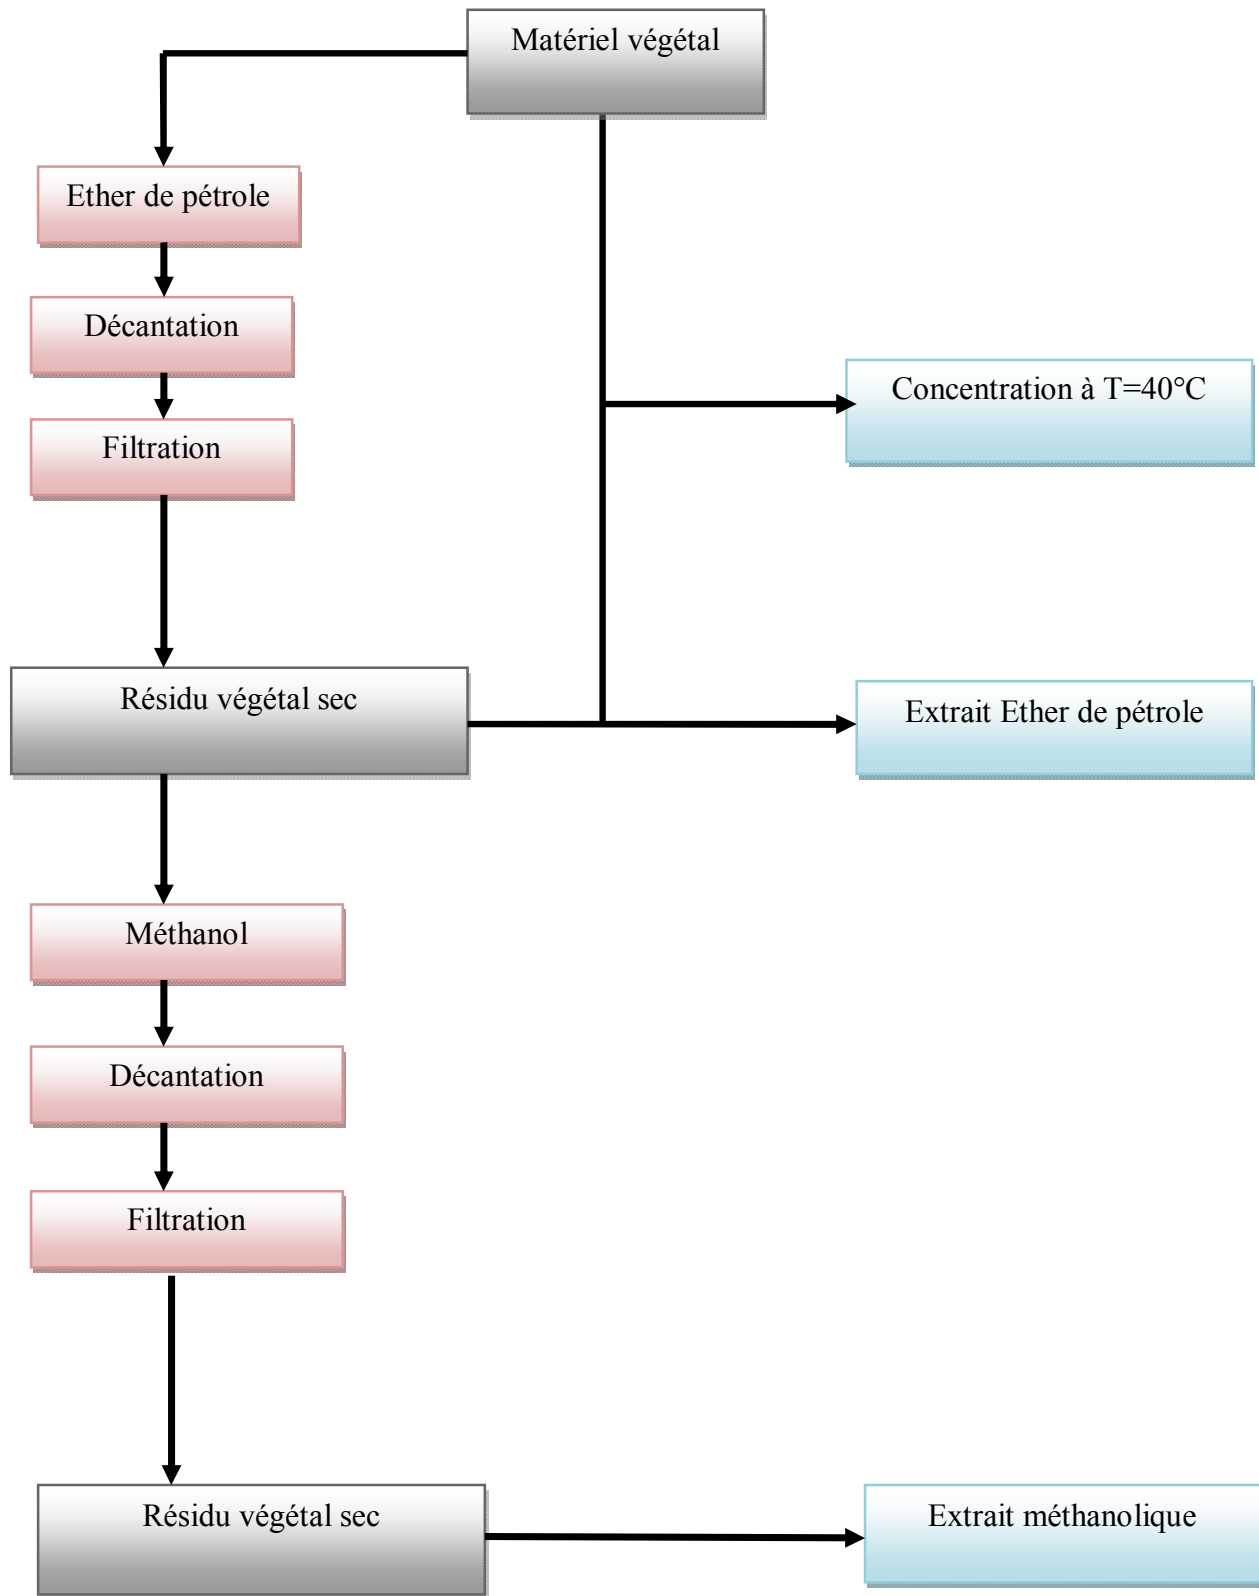 Matériel végétal
Ether de pétrole
Décantation
Filtration
Concentration à T=40°C
Résidu végétal sec
Extrait Ether de pétrole
Méthanol
Décantation
Filtration
Résidu végétal sec
Extrait méthanolique